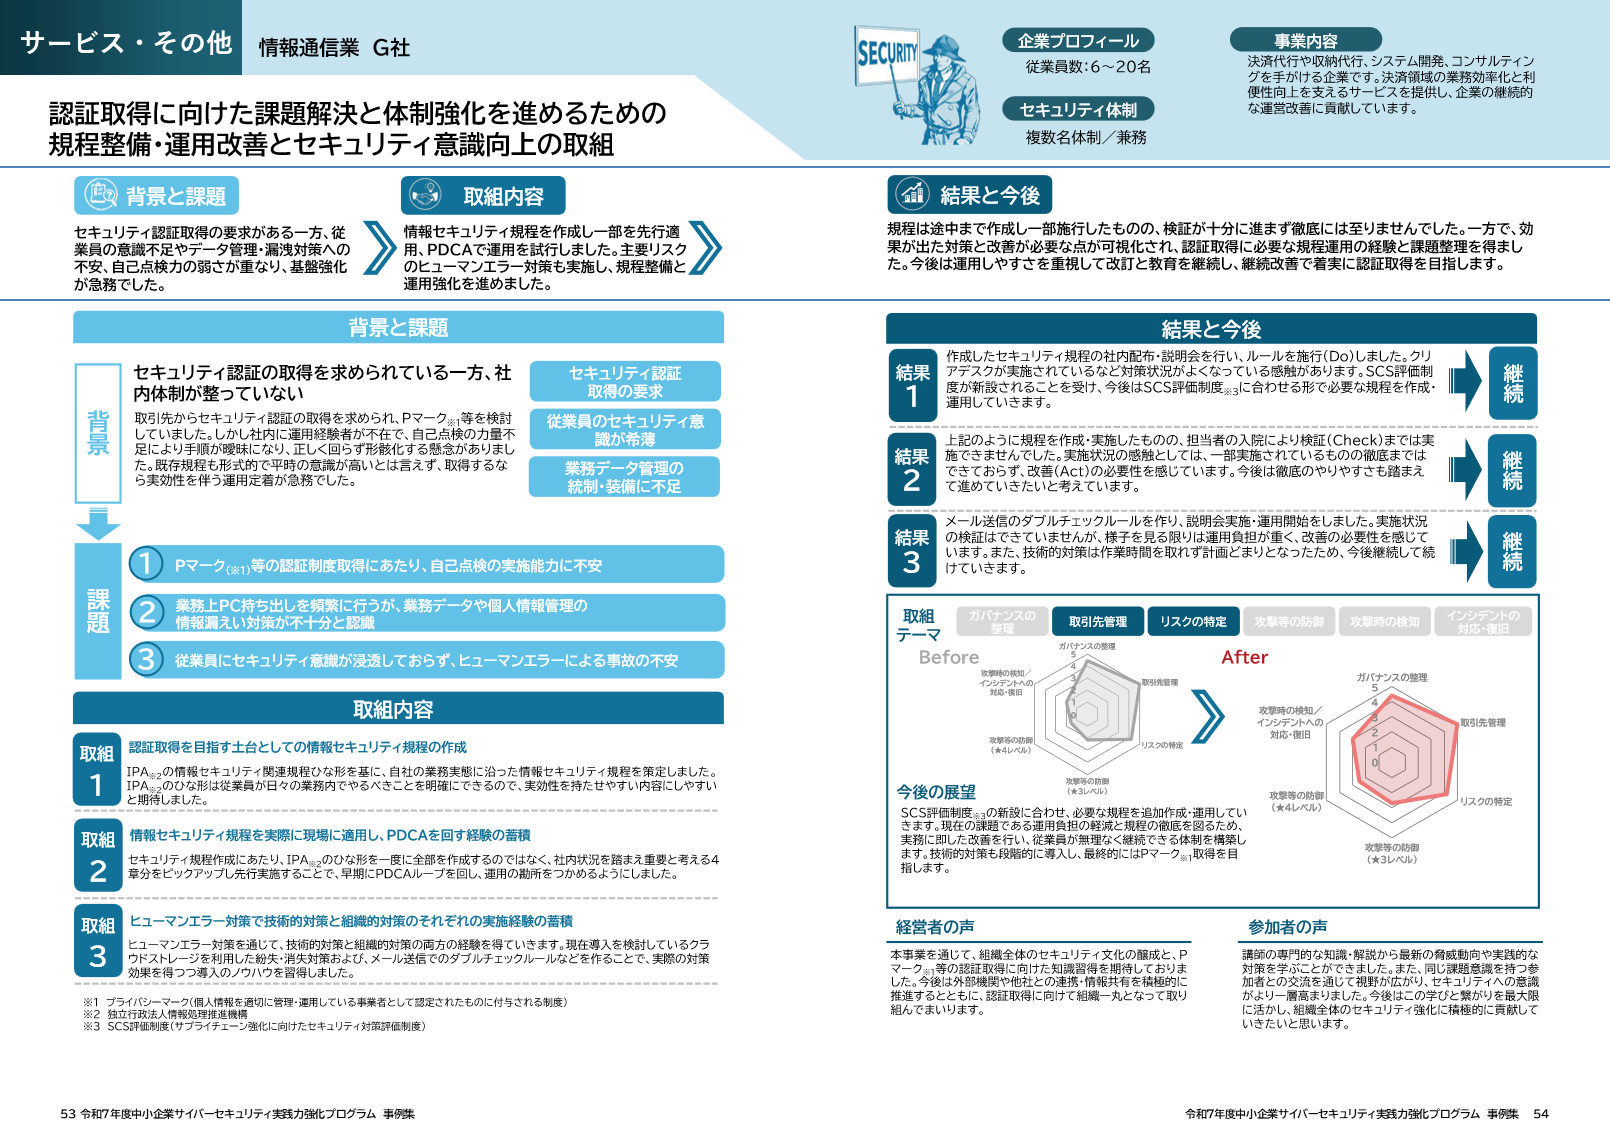 サービス・その他
情報通信業 G社
認証取得に向けた課題解決と体制強化を進めるための
規程整備・運用改善とセキュリティ意識向上の取組
SECURITY
企業プロフィール
従業員数：6～20名
セキュリティ体制
複数名体制／兼務
事業内容
決済代行や収納代行、システム開発、コンサルティン
グを手がける企業です。決済領域の業務効率化と利
便性向上を支えるサービスを提供し、企業の継続的
な運営改善に貢献しています。
背景と課題
セキュリティ認証取得の要求がある一方、従
業員の意識不足やデータ管理・漏洩対策への
不安、自己点検力の弱さが重なり、基盤強化
が急務でした。
取組内容
情報セキュリティ規程を作成し一部を先行適
用、PDCAで運用を試行しました。主要リスク
のヒューマンエラー対策も実施し、規程整備と
運用強化を進めました。
結果と今後
規程は途中まで作成し一部施行したものの、検証が十分に進まず徹底には至りませんでした。一方で、効
果が出た対策と改善が必要な点が可視化され、認証取得に必要な規程運用の経験と課題整理を得まし
た。今後は運用しやすさを重視して改訂と教育を継続し、継続改善で着実に認証取得を目指します。
背景と課題
背景
セキュリティ認証の取得を求められている一方、社
内体制が整っていない
取引先からセキュリティ認証の取得を求められ、Pマーク※1等を検討
していました。しかし社内に運用経験者が不在で、自己点検の力量不
足により手順が曖昧になり、正しく回らず形骸化する懸念がありまし
た。既存規程も形式的で平時の意識が高いとは言えず、取得するな
ら実効性を伴う運用定着が急務でした。
セキュリティ認証
取得の要求
従業員のセキュリティ意
識が希薄
業務データ管理の
統制・装備に不足
課題
1 Pマーク(※1)等の認証制度取得にあたり、自己点検の実施能力に不安
2 業務上PC持ち出しを頻繁に行うが、業務データや個人情報管理の
情報漏えい対策が不十分と認識
3 従業員にセキュリティ意識が浸透しておらず、ヒューマンエラーによる事故の不安
取組内容
取組
1
認証取得を目指す土台としての情報セキュリティ規程の作成
IPA※2の情報セキュリティ関連規程ひな形を基に、自社の業務実態に沿った情報セキュリティ規程を策定しました。
IPA※2のひな形は従業員が日々の業務内でやるべきことを明確にできるので、実効性を持たせやすい内容にしやすい
と期待しました。
取組
2
情報セキュリティ規程を実際に現場に適用し、PDCAを回す経験の蓄積
セキュリティ規程作成にあたり、IPA※2のひな形を一度に全部を作成するのではなく、社内状況を踏まえ重要と考える4
章分をピックアップし先行実施することで、早期にPDCAループを回し、運用の勘所をつかめるようにしました。
取組
3
ヒューマンエラー対策で技術的対策と組織的対策のそれぞれの実施経験の蓄積
ヒューマンエラー対策を通じて、技術的対策と組織的対策の両方の経験を得ていきます。現在導入を検討しているクラ
ウドストレージを利用した紛失・消失対策および、メール送信でのダブルチェックルールなどを作ることで、実際の対策
効果を得つつ導入のノウハウを習得しました。
※1 プライバシーマーク（個人情報を適切に管理・運用している事業者として認定されたものに付与される制度）
※2 独立行政法人情報処理推進機構
※3 SCS評価制度（サプライチェーン強化に向けたセキュリティ対策評価制度）
結果と今後
結果
1
作成したセキュリティ規程の社内配布・説明会を行い、ルールを施行(Do)しました。クリ
アデスクが実施されているなど対策状況がよくなっている感触があります。SCS評価制
度が新設されることを受け、今後はSCS評価制度※3に合わせる形で必要な規程を作成・
運用していきます。
継続
結果
2
上記のように規程を作成・実施したものの、担当者の入院により検証(Check)までは実
施できませんでした。実施状況の感触としては、一部実施されているものの徹底までは
できておらず、改善(Act)の必要性を感じています。今後は徹底のやりやすさも踏まえ
て進めていきたいと考えています。
継続
結果
3
メール送信のダブルチェックルールを作り、説明会実施・運用開始をしました。実施状況
の検証はできていませんが、様子を見る限りは運用負担が重く、改善の必要性を感じて
います。また、技術的対策は作業時間を取れず計画どまりとなったため、今後継続して続
けていきます。
継続
取組
テーマ
ガバナンスの
整理
取引先管理
リスクの特定
攻撃等の防御
攻撃時の検知
インシデントの
対応・復旧
Before
ガバナンスの整理
5
4
3
2
1
0
取引先管理
リスクの特定
攻撃等の防御
（★3レベル）
攻撃等の防御
（★4レベル）
攻撃時の検知／
インシデントへの
対応・復旧
After
ガバナンスの整理
5
4
3
2
1
0
取引先管理
リスクの特定
攻撃等の防御
（★3レベル）
攻撃等の防御
（★4レベル）
攻撃時の検知／
インシデントへの
対応・復旧
今後の展望
SCS評価制度※3の新設に合わせ、必要な規程を追加作成・運用してい
きます。現在の課題である運用負担の軽減と規程の徹底を図るため、
実務に即した改善を行い、従業員が無理なく継続できる体制を構築し
ます。技術的対策も段階的に導入し、最終的にはPマーク※1取得を目
指します。
経営者の声
本事業を通じて、組織全体のセキュリティ文化の醸成と、P
マーク※1等の認証取得に向けた知識習得を期待しておりま
した。今後は外部機関や他社との連携・情報共有を積極的に
推進するとともに、認証取得に向けて組織一丸となって取り
組んでまいります。
参加者の声
講師の専門的な知識・解説から最新の脅威動向や実践的な
対策を学ぶことができました。また、同じ課題意識を持つ参
加者との交流を通じて視野が広がり、セキュリティへの意識
がより一層高まりました。今後はこの学びと繋がりを最大限
に活かし、組織全体のセキュリティ強化に積極的に貢献して
いきたいと思います。
53 令和7年度中小企業サイバーセキュリティ実践力強化プログラム 事例集
令和7年度中小企業サイバーセキュリティ実践力強化プログラム 事例集 54